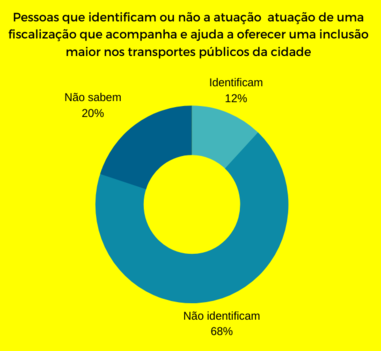 Pessoas que identificam ou não a atuação atuação de uma
fiscalização que acompanha e ajuda a oferecer uma inclusão
maior nos transportes públicos da cidade
Identificam
12%
Não sabem
20%
Não identificam
68%